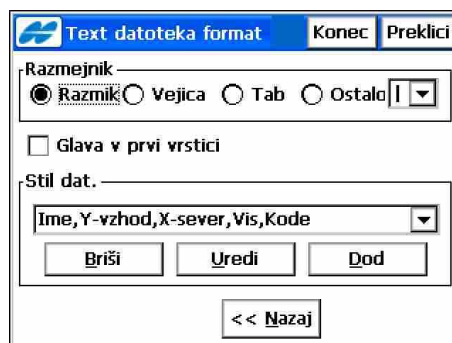 Text datoteka format Konec Preklici
Razmejnik
Razmik Vejica Tab Ostalo |
Glava v prvi vrstici
Stil dat.
Ime,Y-vzhod,X-sever,Vis,Kode
Briši Uredi Dod
<< Nazaj